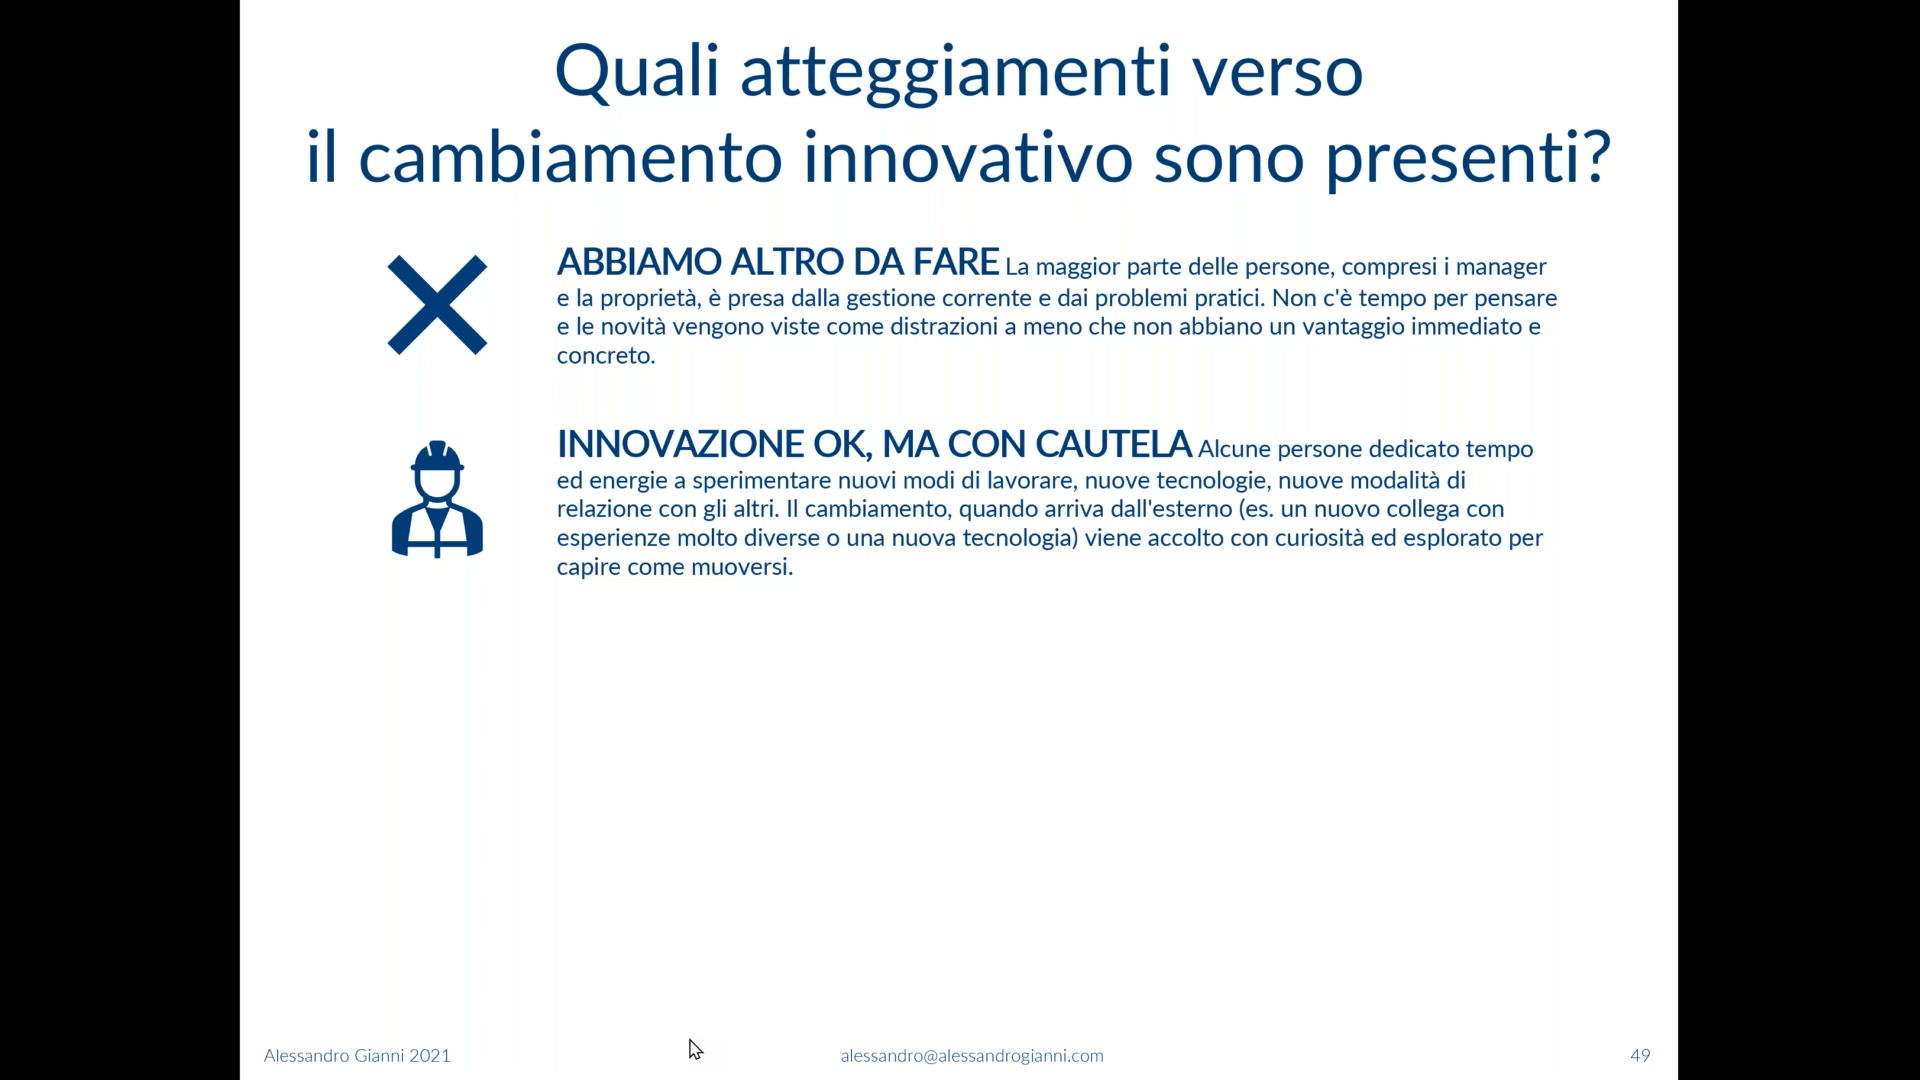 Quali atteggiamenti verso
il cambiamento innovativo sono presenti?
ABBIAMO ALTRO DA FARE La maggior parte delle persone, compresi i manager
e la proprietà, è presa dalla gestione corrente e dai problemi pratici. Non c'è tempo per pensare
e le novità vengono viste come distrazioni a meno che non abbiano un vantaggio immediato e
concreto.
INNOVAZIONE OK, MA CON CAUTELA Alcune persone dedicato tempo
ed energie a sperimentare nuovi modi di lavorare, nuove tecnologie, nuove modalità di
relazione con gli altri. Il cambiamento, quando arriva dall'esterno (es. un nuovo collega con
esperienze molto diverse o una nuova tecnologia) viene accolto con curiosità ed esplorato per
capire come muoversi.
Alessandro Gianni 2021
alessandro@alessandrogianni.com
49